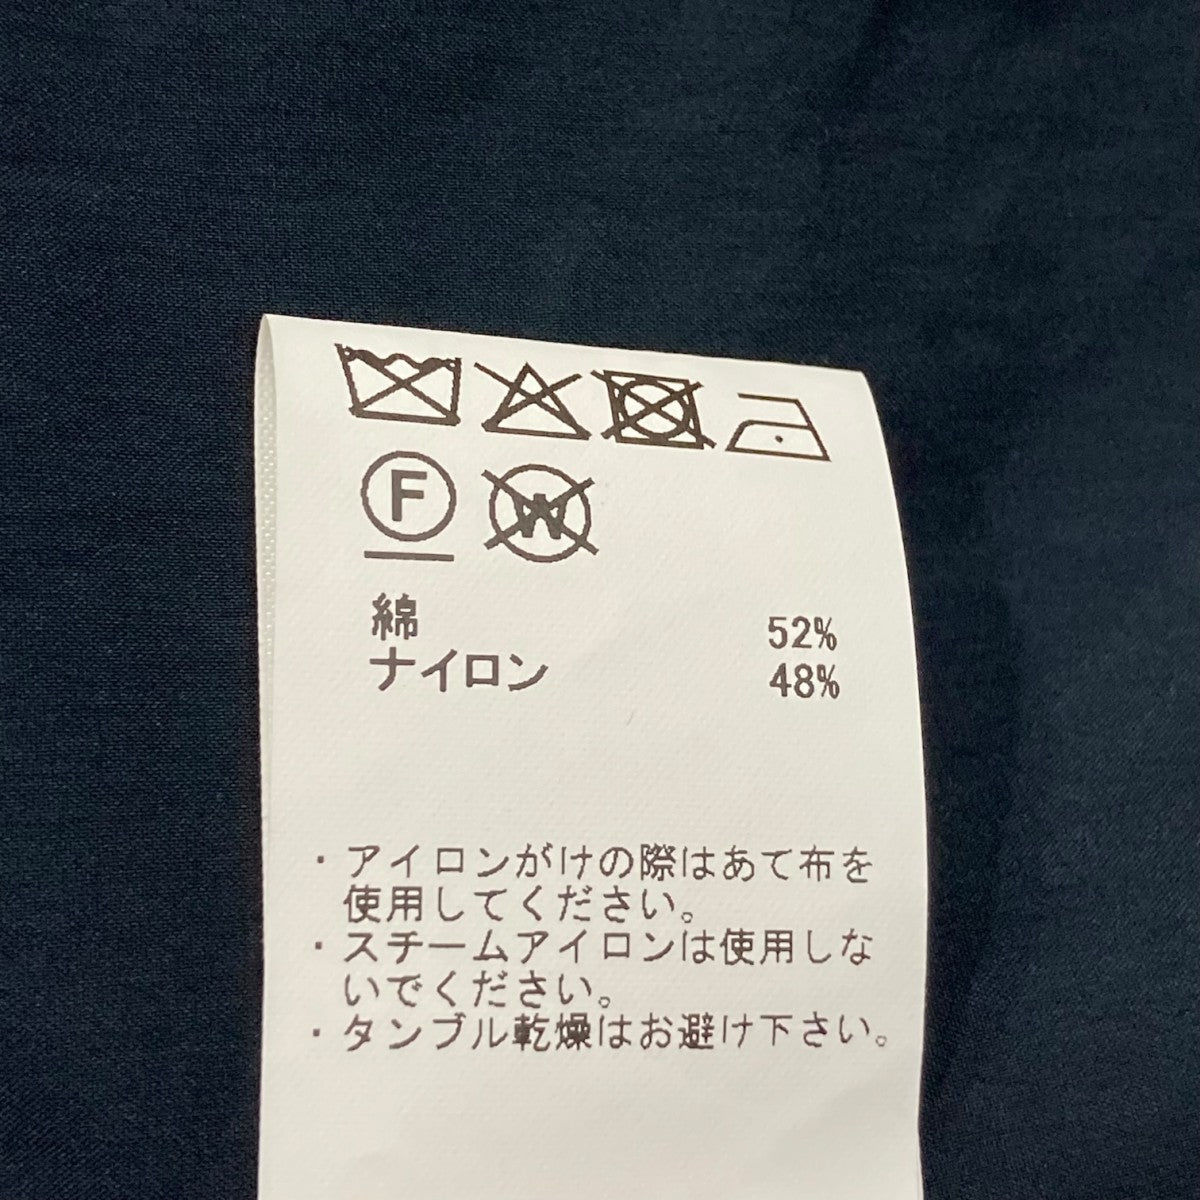 F W
綿 52%
ナイロン 48%
・アイロンがけの際はあて布を
使用してください。
・スチームアイロンは使用しな
いでください。
・タンブル乾燥はお避け下さい。